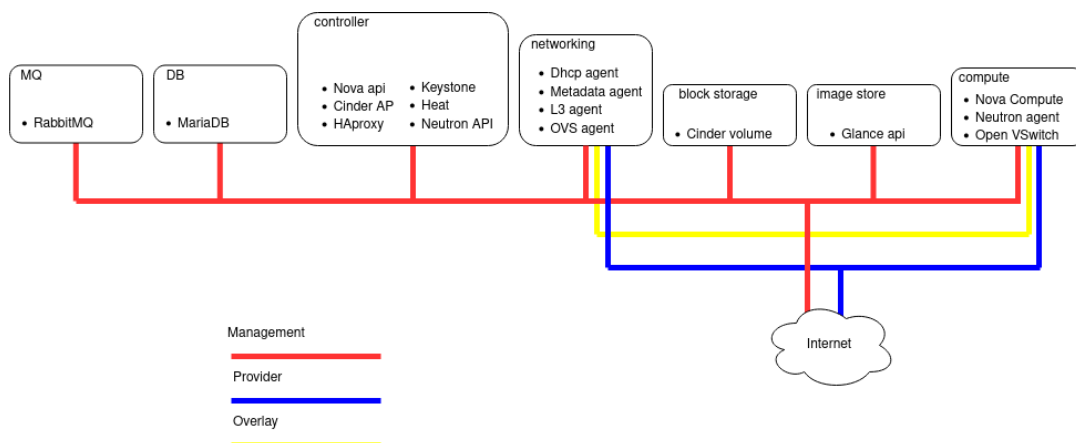 controller
networking
MQ
DB
block storage
image store
compute
• RabbitMQ
• MariaDB
• Nova api
• Cinder AP
• HAproxy
• Keystone
• Heat
• Neutron API
• Dhcp agent
• Metadata agent
• L3 agent
• OVS agent
• Cinder volume
• Glance api
• Nova Compute
• Neutron agent
• Open VSwitch
Internet
Management
Provider
Overlay